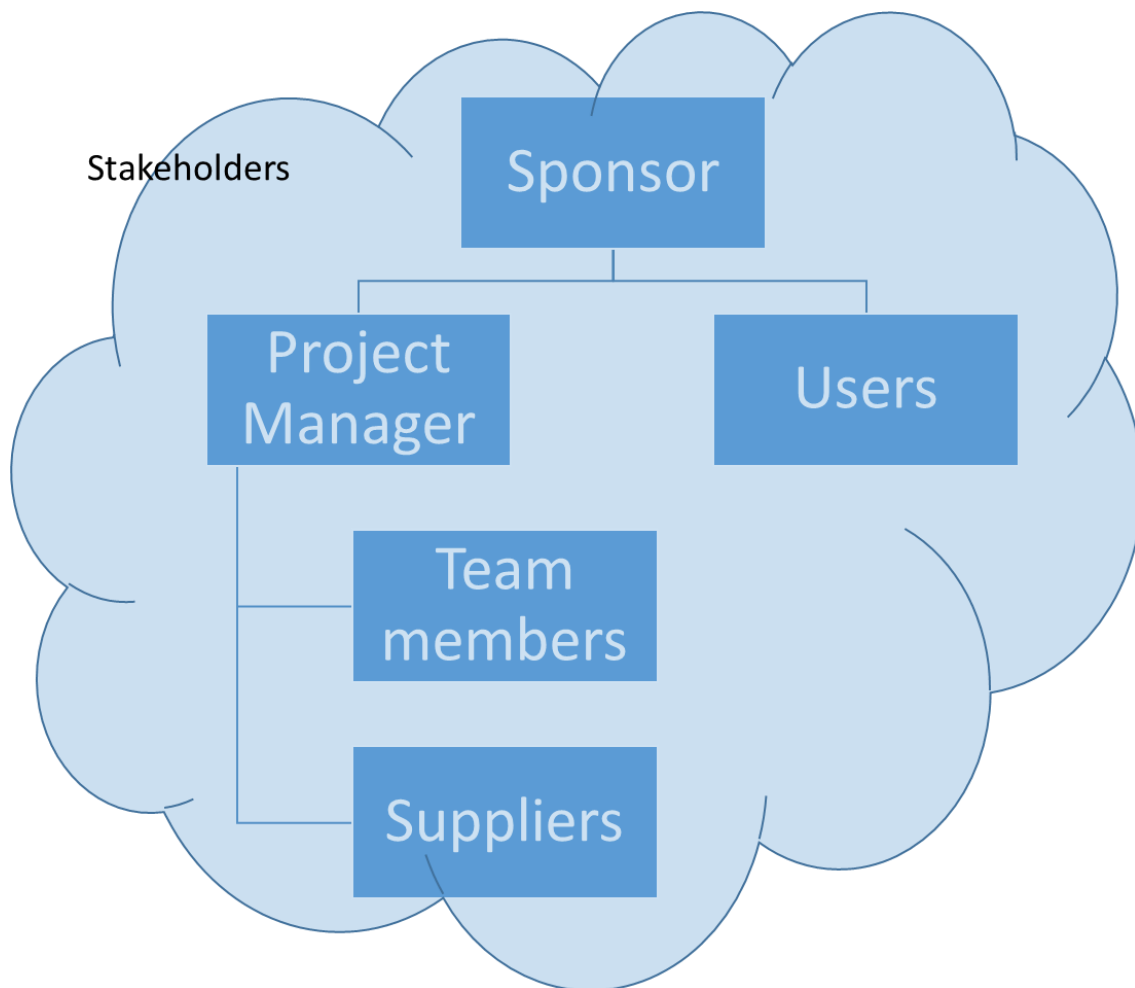 Stakeholders
Sponsor
Project
Manager
Users
Team
members
Suppliers